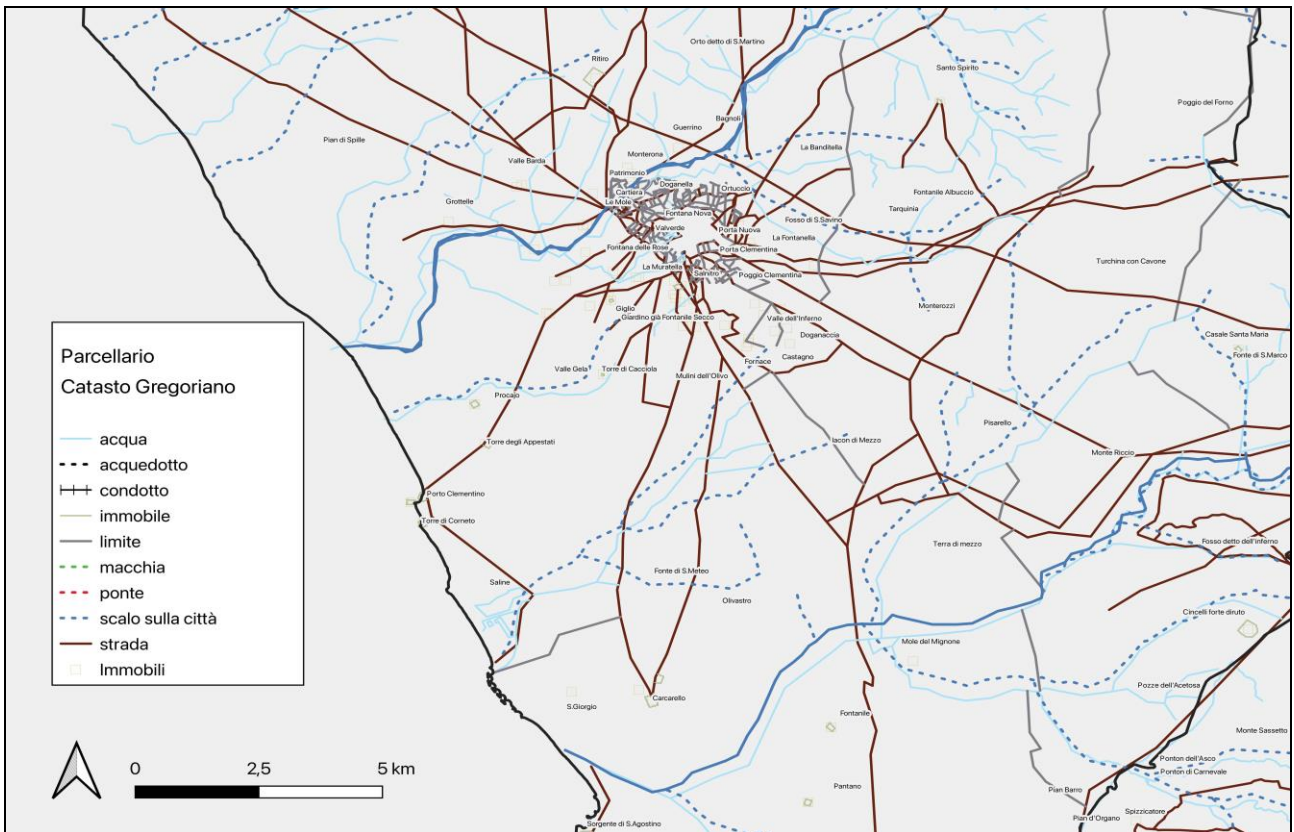 Orto detto di S.Martino
Ritiro
Santo Spirito
Poggio del Forno
Bagnoli
Guerrino
Pian di Spille
La Banditella
Monterona
Valle Barda
Patrimonio
Doganella
Cartiera
Ortuccio
Fontanile Albuccio
Grottelle
Le Mole
Fontana Nova
Tarquinia
Fosso di S.Savino
Valverde
Porta Nuova
La Fontanella
Fontana delle Rose
Porta Clementina
Turchina con Cavone
La Muratella
Salnitro
Poggio Clementina
Monterozzi
Giglio
Giardino già Fontanile Secco
Valle dell'Inferno
Doganaccia
Casale Santa Maria
Fonte di S.Marco
Fornace
Castagno
Valle Gela
Torre di Cacciola
Mulini dell'Olivo
Procajo
Pisarello
Torre degli Appestati
Iacon di Mezzo
Monte Riccio
Porto Clementino
Torre di Corneto
Terra di mezzo
Fosso detto dell'inferno
Fonte di S.Meteo
Saline
Olivastro
Cincelli forte diruto
Mole del Mignone
Pozze dell'Acetosa
Carcarello
S.Giorgio
Fontanile
Monte Sassetto
Ponton dell'Asco
Ponton di Carnevale
Pantano
Pian Barro
Spizzicatore
Pian d'Organo
Sorgente di S.Agostino
Parcellario
Catasto Gregoriano
acqua
acquedotto
condotto
immobile
limite
macchia
ponte
scalo sulla città
strada
Immobili
0 2,5 5 km